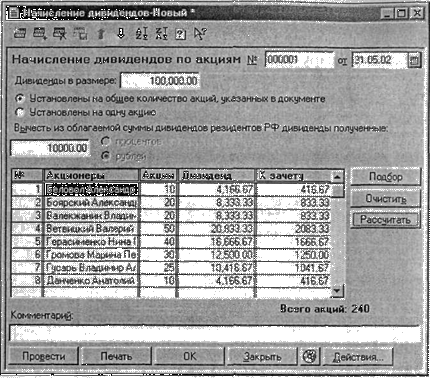 Начисление дивидендов-Новый *
Начисление дивидендов по акциям № 000001 от 31.05.02
Дивиденды в размере: 100,000.00
Установлены на общее количество акций, указанных в документе
Установлены на одну акцию
Вычесть из облагаемой суммы дивидендов резидентов РФ дивиденды полученные:
10000.00 процентов
рублей
№ Акционеры Акции Дивиденд К зачету
1 10 4,166.67 416.67
2 Боярский Александ 20 8,333.33 833.33
3 Валежканин Владим 20 8,333.33 833.33
4 Ветвицкий Валерий 50 20,833.33 2083.33
5 Герасименко Нина 40 16,666.67 1666.67
6 Громова Марина Пе 30 12,500.00 1250.00
7 Гусарь Владимир Ал 25 10,416.67 1041.67
8 Данченко Анатолий 10 4,166.67 416.67
Подбор
Очистить
Рассчитать
Всего акций: 240
Комментарий:
Провести Печать OK Закрыть Действия...